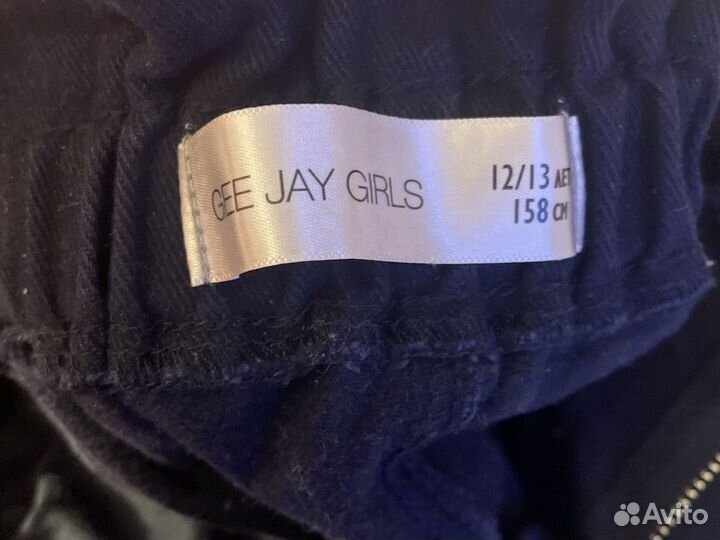 GEE JAY GIRLS
12/13 ЛЕТ
158 СМ
Avito